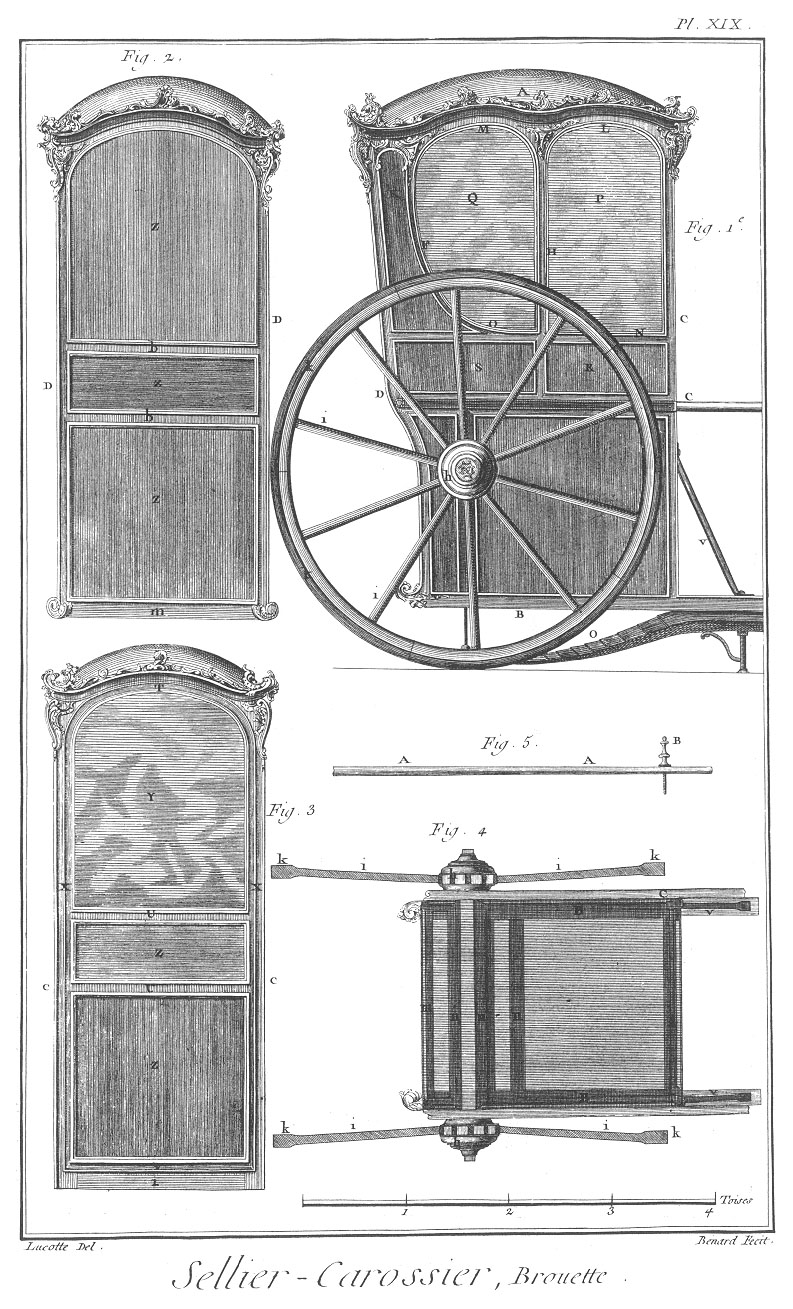 Pl. XIX.
Fig. 2.
Fig. 1e.
A
M
L
Q
P
F
H
O
N
S
R
D
C
C
i
h
i
v
B
O
Z
D
b
Z
D
b
Z
m
T
Y
Fig. 3
X
X
U
Z
C
U
C
Z
i
Fig. 5.
A
A
B
Fig. 4
k
i
i
k
C
B
v
v
k
i
i
k
h
1
2
3
4
Toises
Lucotte Del.
Benard Fecit.
Sellier-Carossier, Brouette.